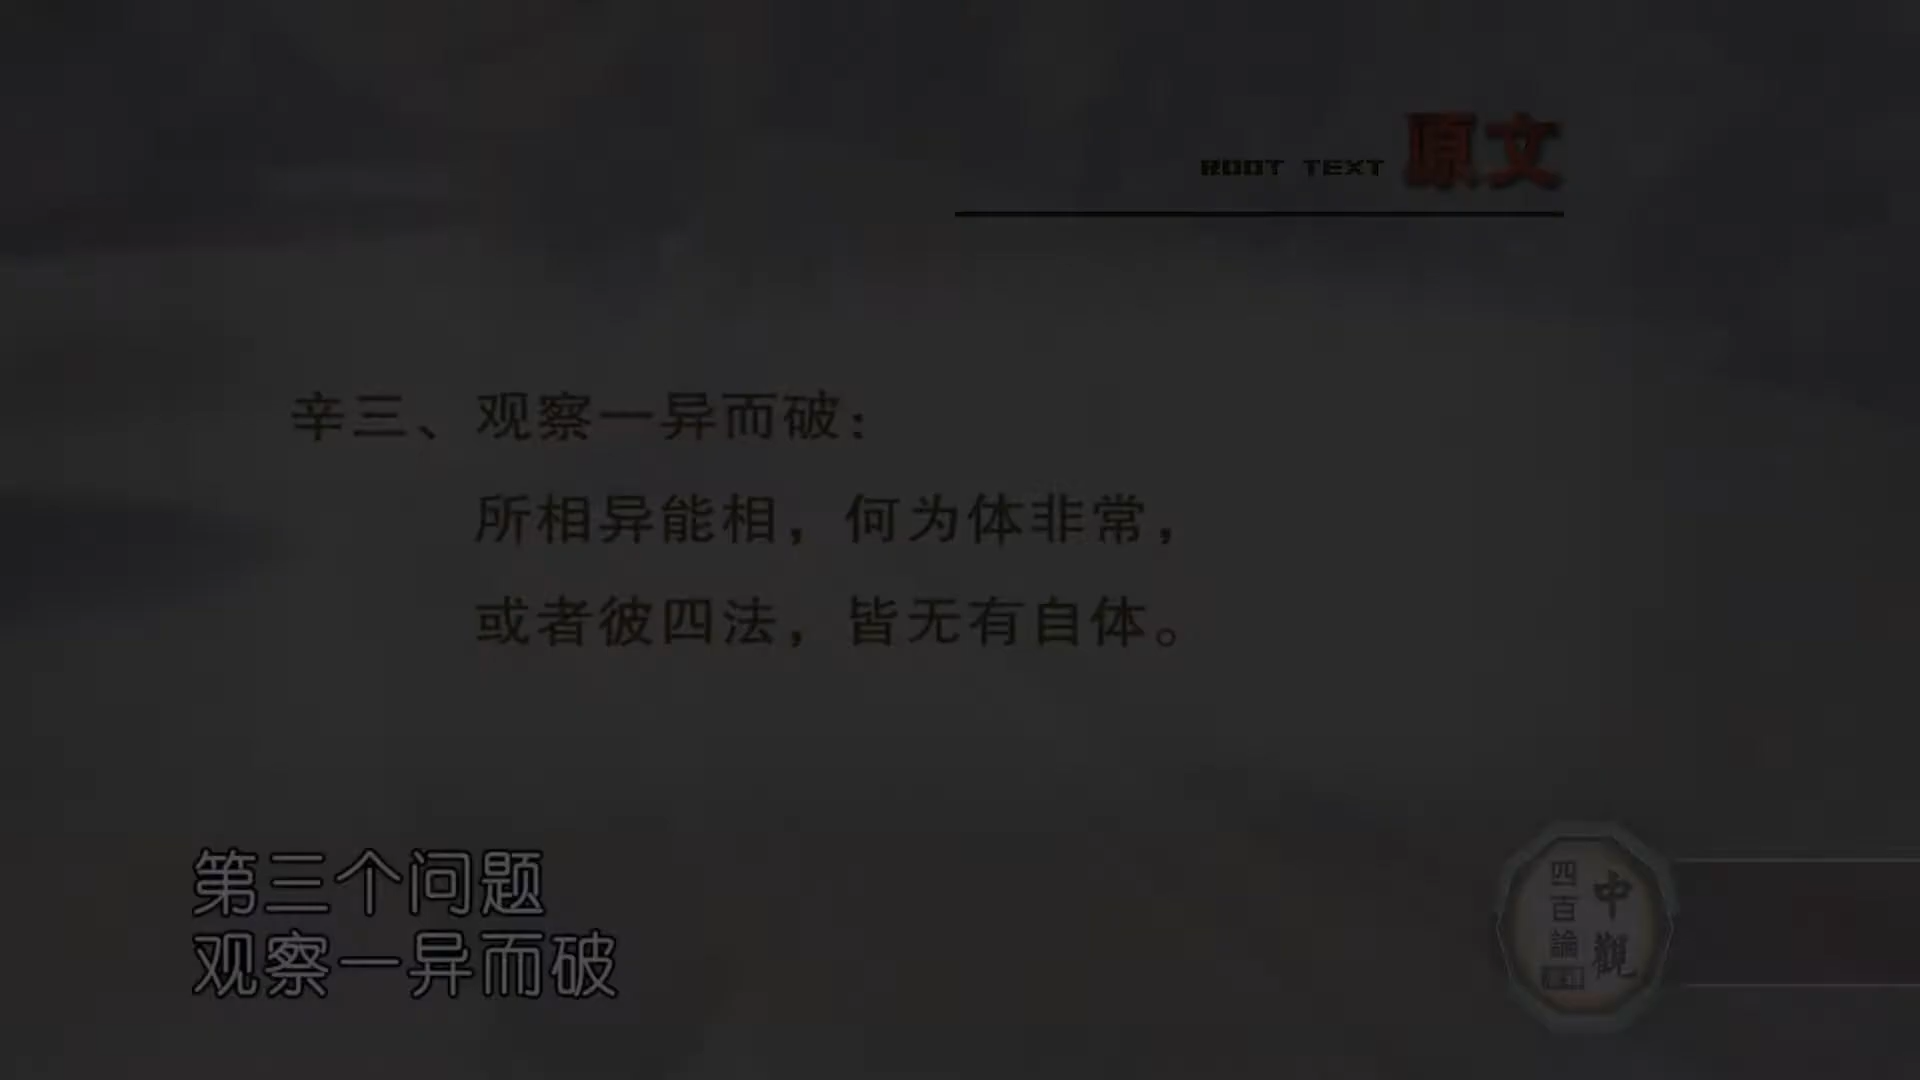 ROOT TEXT 原文
辛三、观察一异而破：
所相异能相，何为体非常，
或者彼四法，皆无有自体。
第三个问题
观察一异而破
中觀
四百論